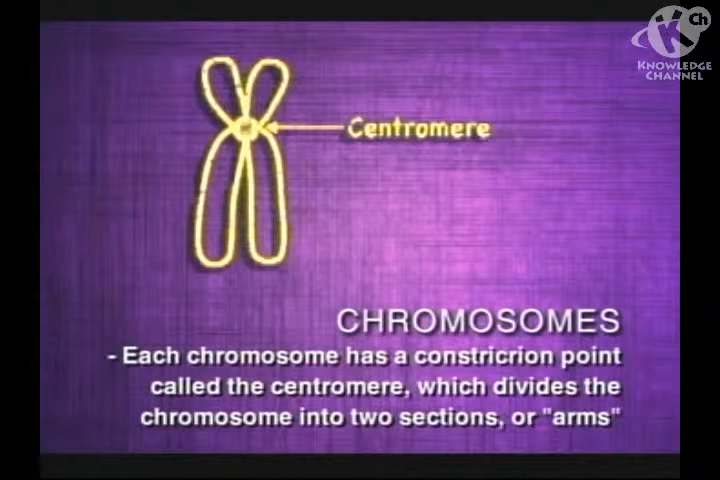 Ch
K
KNOWLEDGE
CHANNEL
Centromere
CHROMOSOMES
- Each chromosome has a constricrion point
called the centromere, which divides the
chromosome into two sections, or "arms"